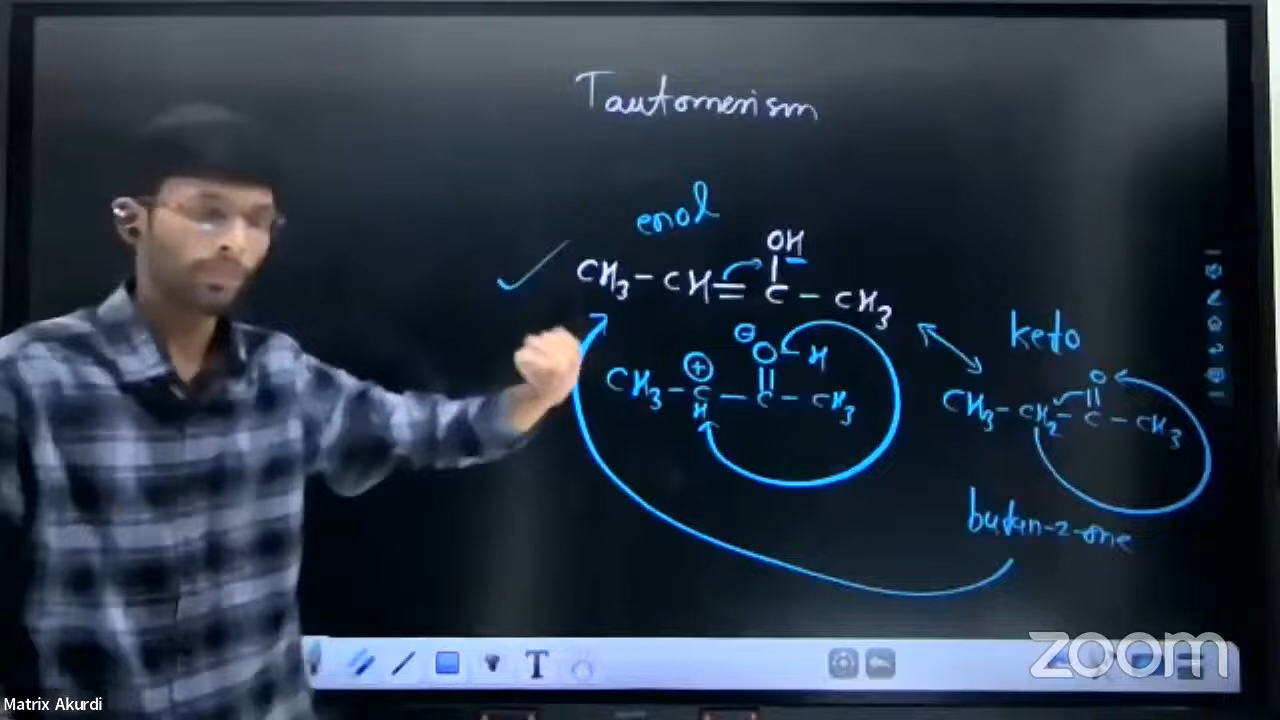 Tautomerism
enol
OH
CH3-CH=C-CH3
keto
⊖
O-H
⊕
CH3-C-C-CH3
H
O
CH3-CH2-C-CH3
butan-2-one
T
zoom
Matrix Akurdi